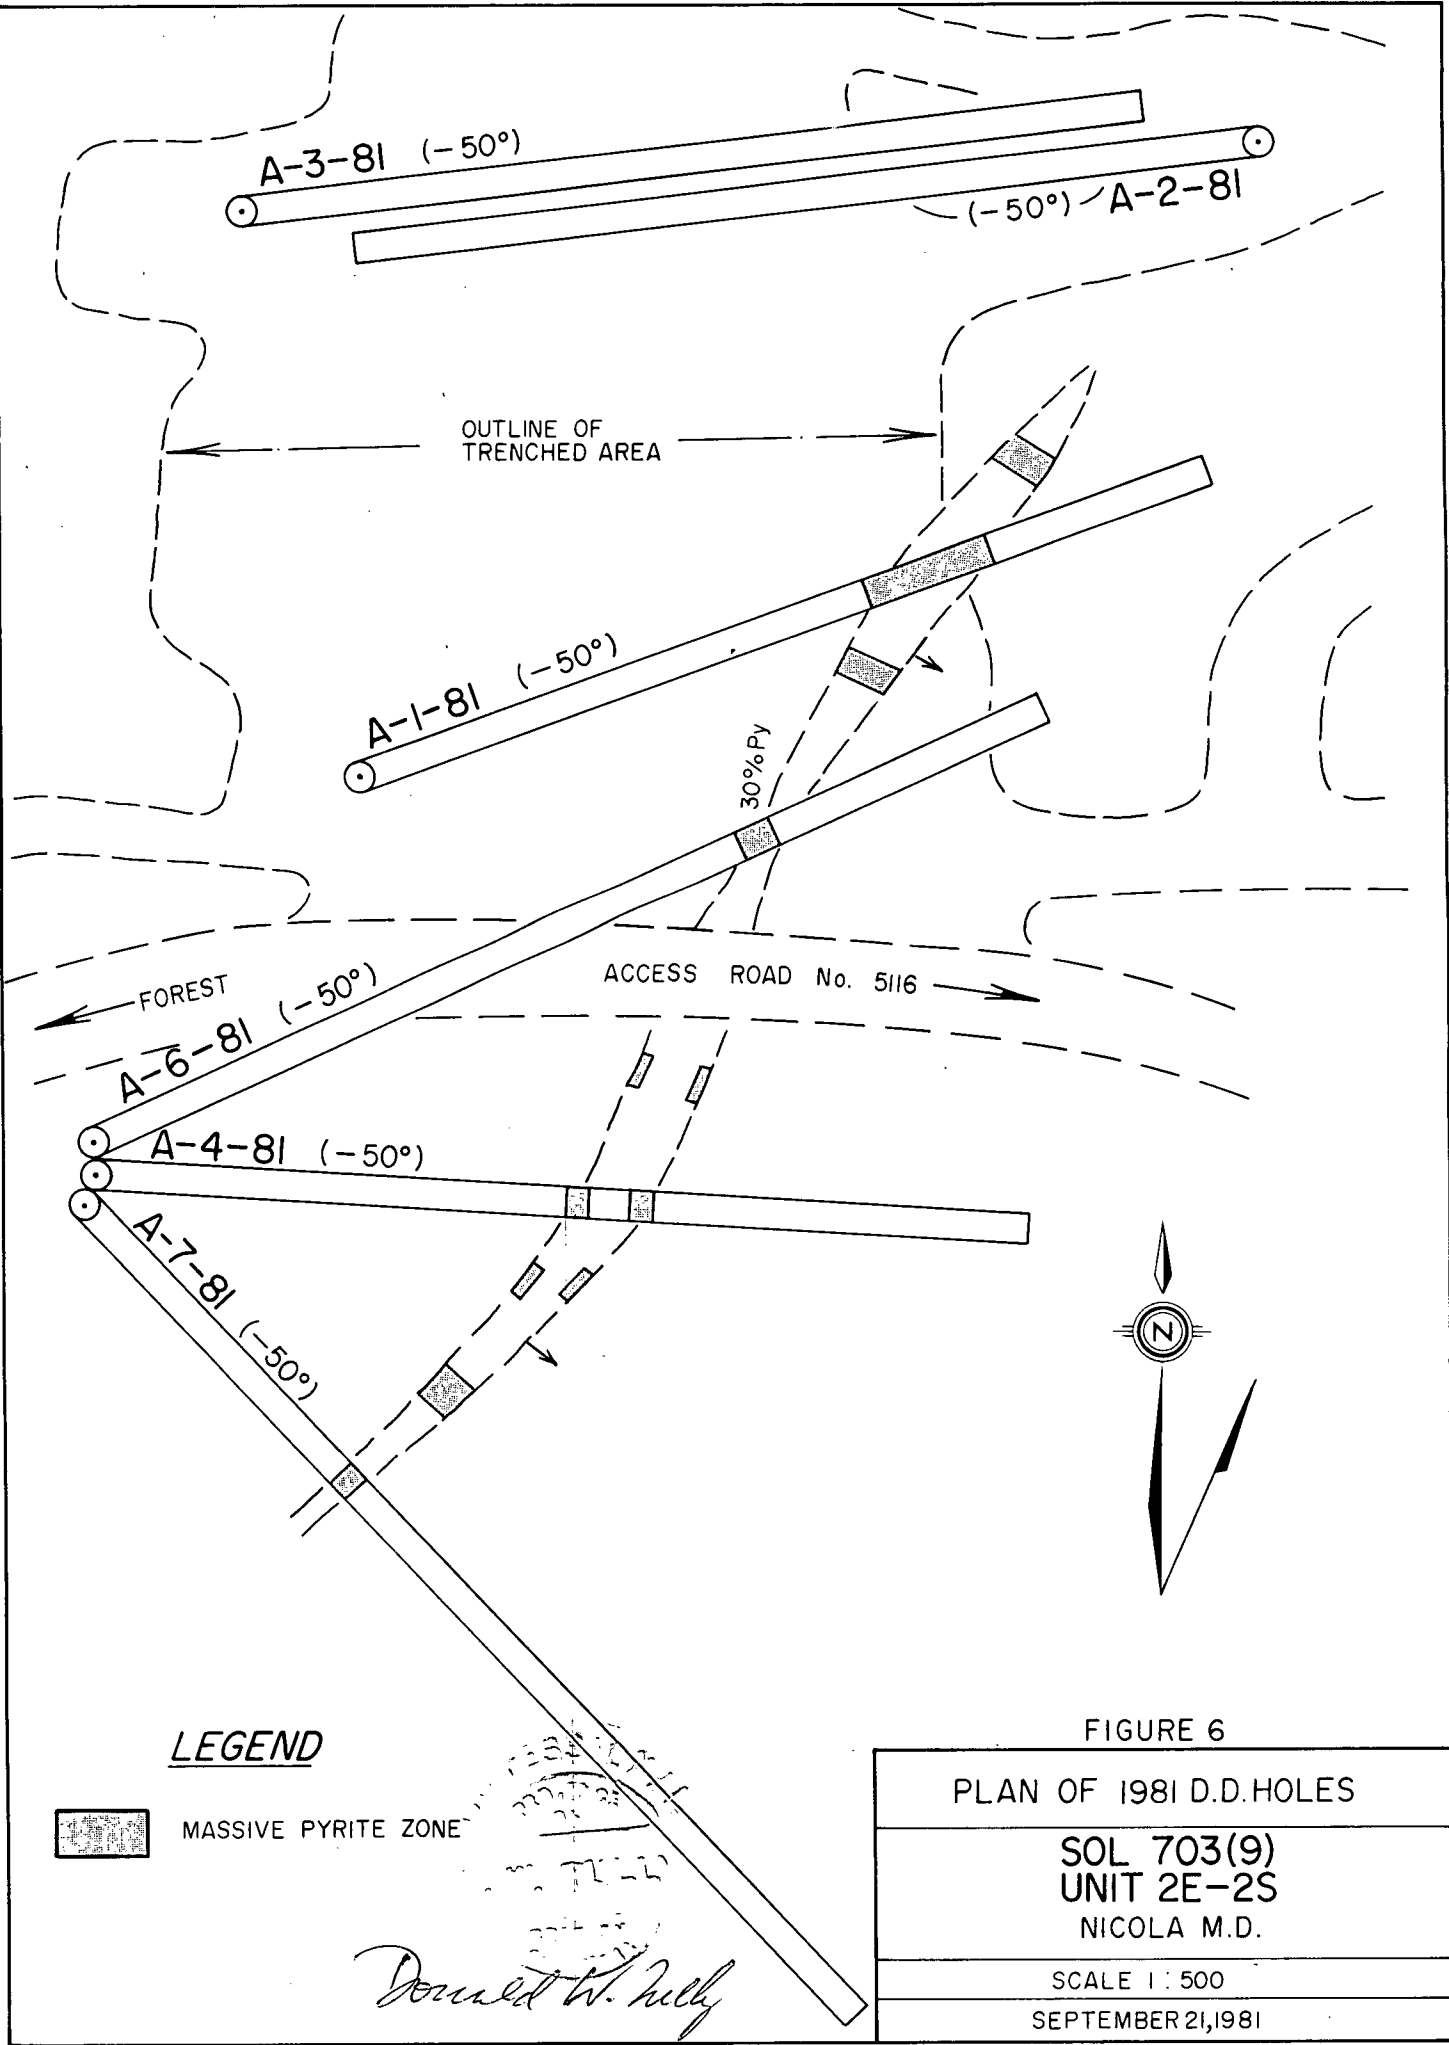 A-3-81 (-50°)
(-50°) A-2-81
OUTLINE OF
TRENCHED AREA
A-1-81 (-50°)
30% Py
FOREST ACCESS ROAD No. 5116
A-6-81 (-50°)
A-4-81 (-50°)
A-7-81 (-50°)
N
LEGEND
MASSIVE PYRITE ZONE
FIGURE 6
PLAN OF 1981 D.D. HOLES
SOL 703(9)
UNIT 2E-2S
NICOLA M.D.
SCALE 1 : 500
SEPTEMBER 21, 1981
Donald W.